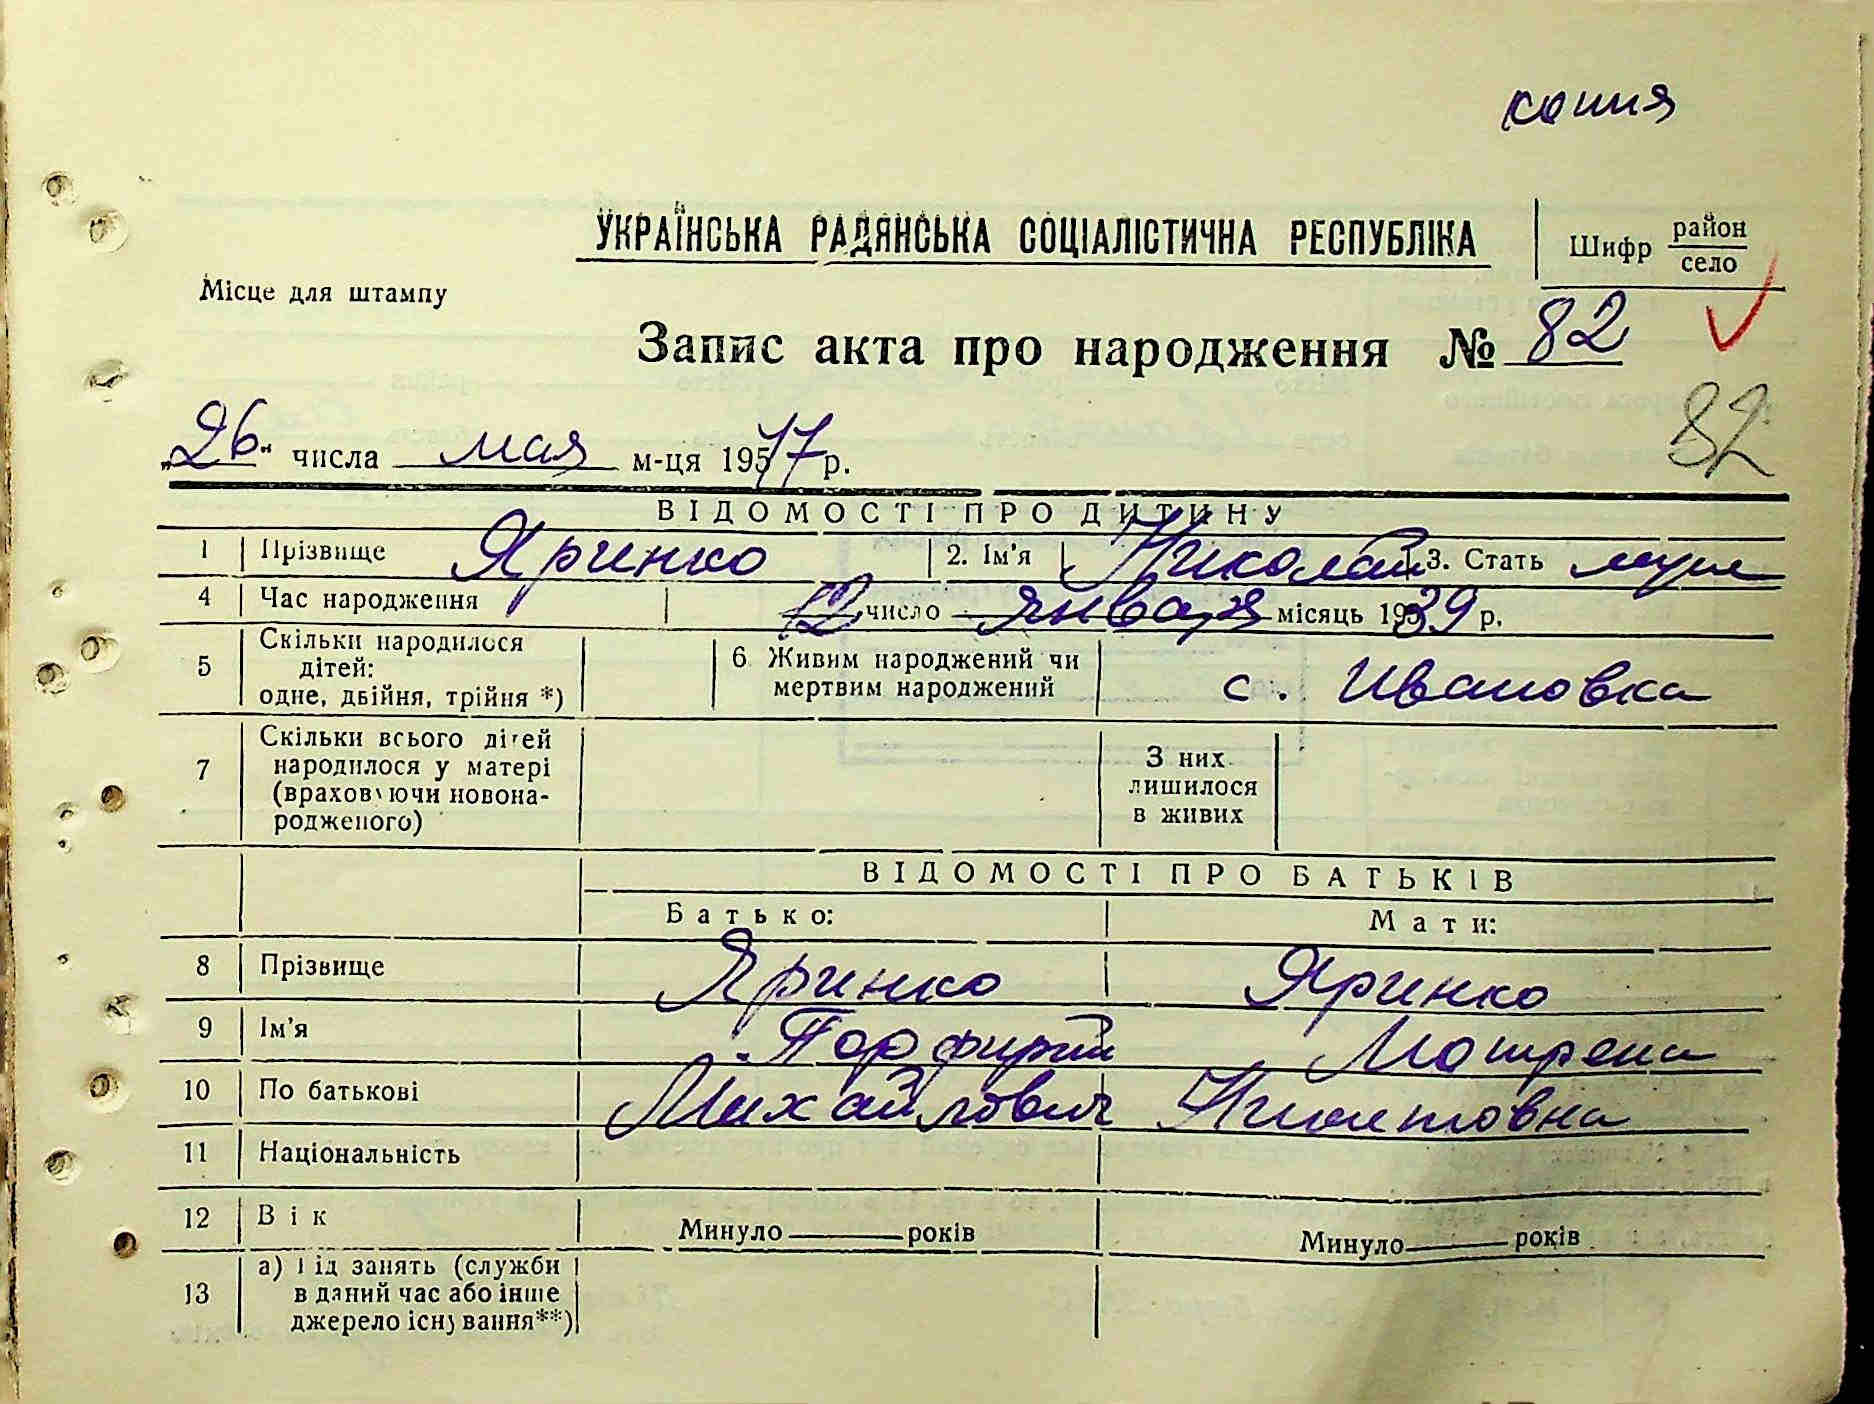 копия
УКРАЇНСЬКА РАДЯНСЬКА СОЦІАЛІСТИЧНА РЕСПУБЛІКА
Шифр район
село
Місце для штампу
Запис акта про народження № 82
82
„26" числа мая м-ця 1957 7 р.
ВІДОМОСТІ ПРО ДИТИНУ
1 Прізвище Яринко 2. Ім'я Николай 3. Стать муж
4 Час народження 12 число января місяць 1939 р.
5 Скільки народилося дітей: одне, двійня, трійня *) 6 Живим народжений чи мертвим народжений с. Ивановка
7 Скільки всього дітей народилося у матері (враховуючи новонародженого) З них лишилося в живих
ВІДОМОСТІ ПРО БАТЬКІВ
Батько: Мати:
8 Прізвище Яринко Яринко
9 Ім'я Порфирий Мотрена
10 По батькові Михайлович Никитовна
11 Національність
12 Вік Минуло років Минуло років
13 а) Рід занять (служби в даний час або інше джерело існування**)